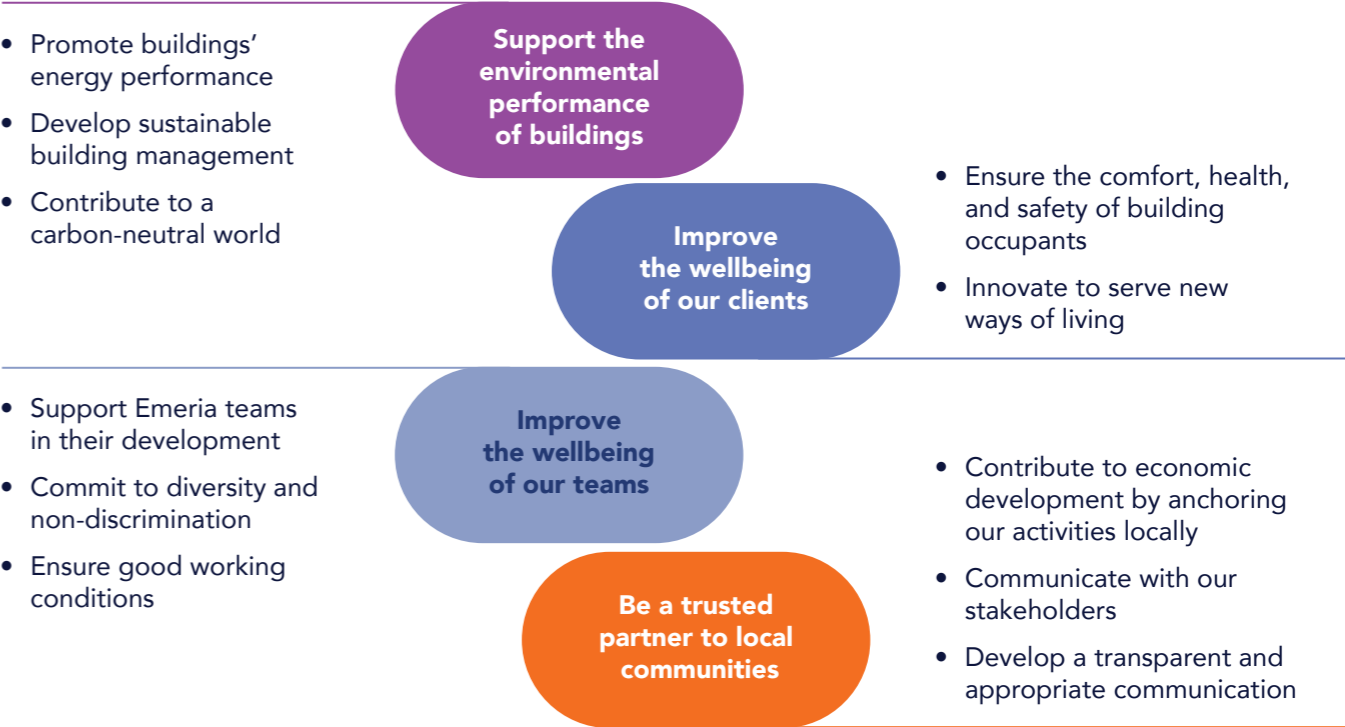 Support the
environmental
performance
of buildings
• Promote buildings’
energy performance
• Develop sustainable
building management
• Contribute to a
carbon-neutral world
Improve
the wellbeing
of our clients
• Ensure the comfort, health,
and safety of building
occupants
• Innovate to serve new
ways of living
Improve
the wellbeing
of our teams
• Support Emeria teams
in their development
• Commit to diversity and
non-discrimination
• Ensure good working
conditions
Be a trusted
partner to local
communities
• Contribute to economic
development by anchoring
our activities locally
• Communicate with our
stakeholders
• Develop a transparent and
appropriate communication